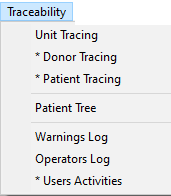 Traceability
Unit Tracing
* Donor Tracing
* Patient Tracing
Patient Tree
Warnings Log
Operators Log
* Users Activities